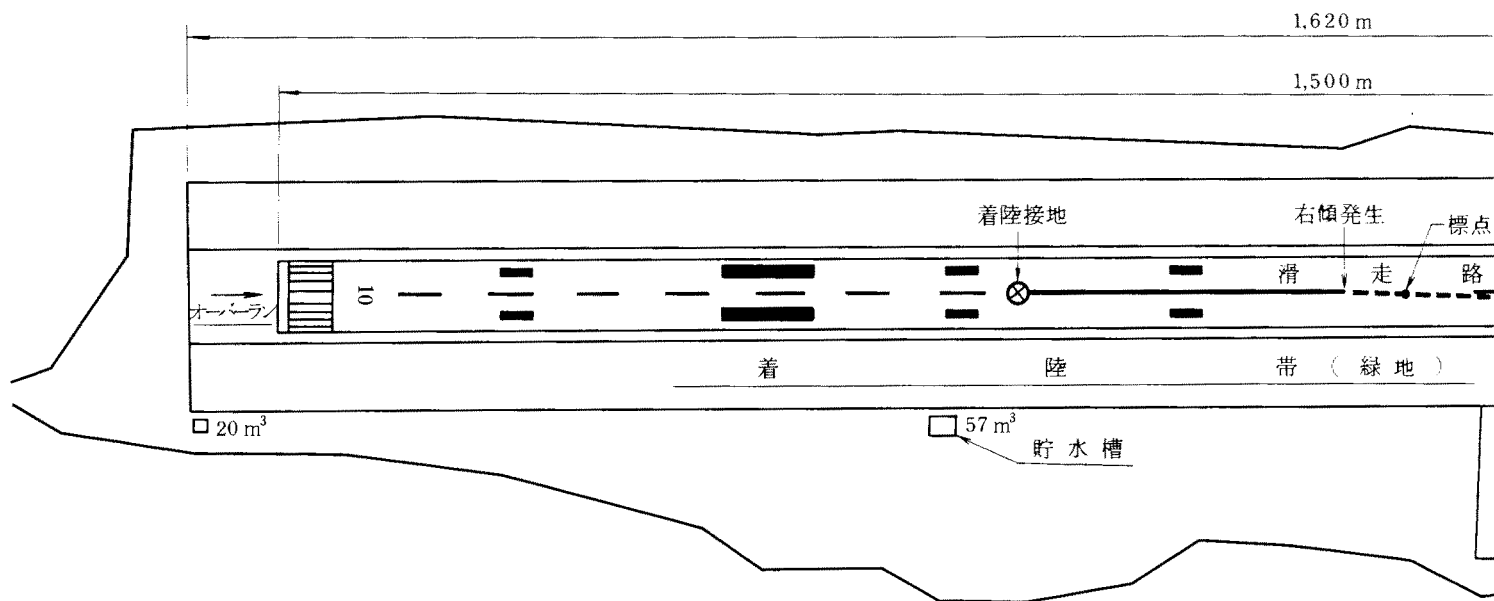 1,620 m
1,500 m
着陸接地
右傾発生
標点
滑走路
オーバーラン
10
着陸帯(緑地)
20 m³
57 m³
貯水槽